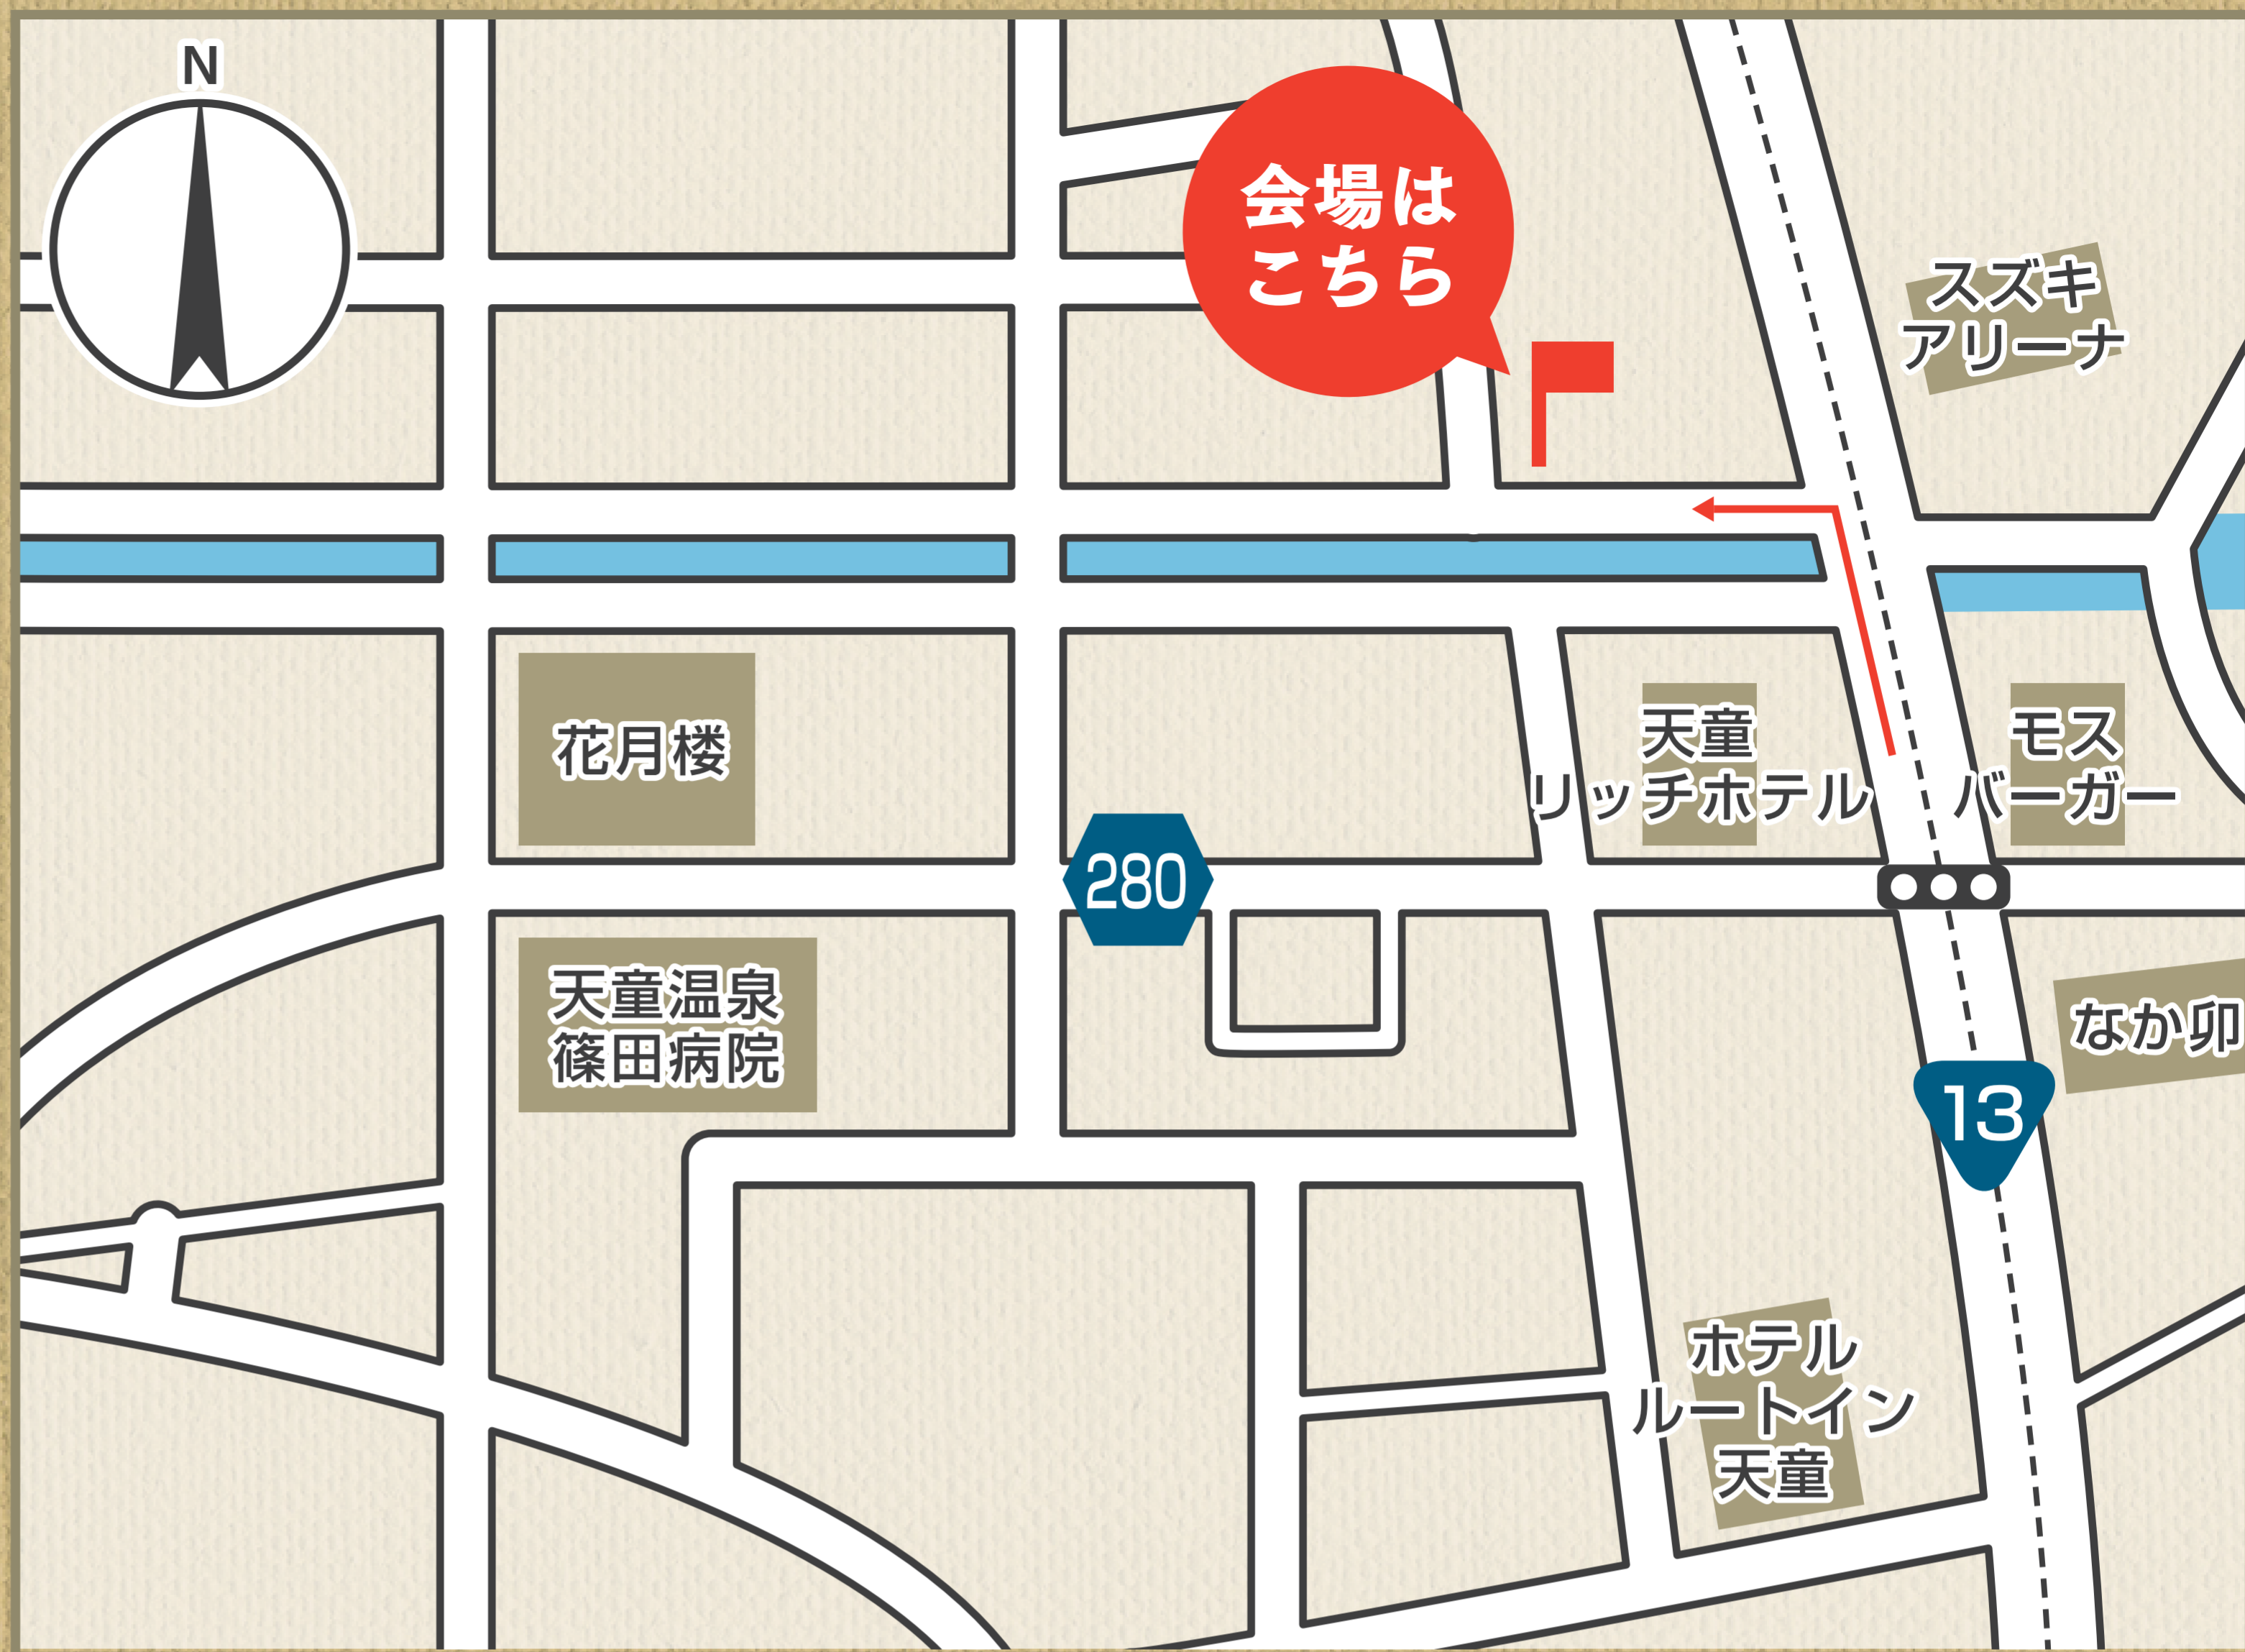 N
会場は
こちら
スズキ
アリーナ
花月楼
天童
リッチホテル
モス
バーガー
280
天童温泉
篠田病院
なか卯
13
ホテル
ルートイン
天童